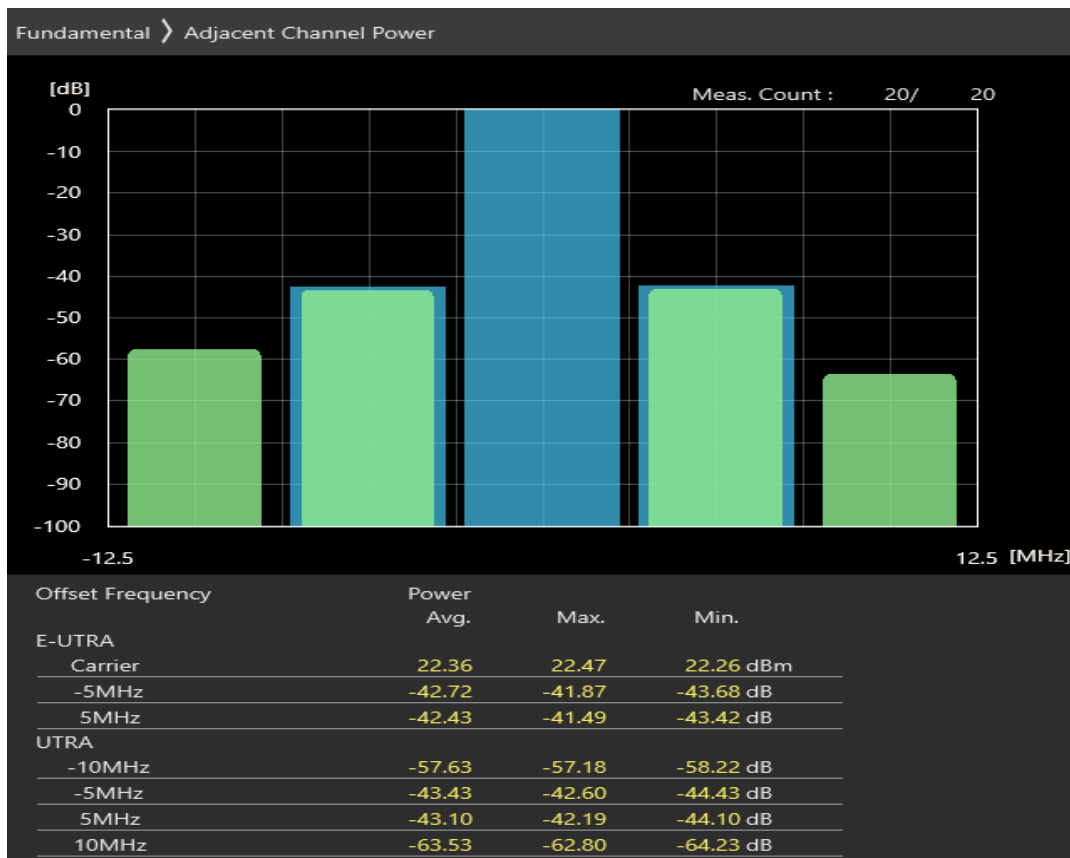 Fundamental 〉 Adjacent Channel Power
[dB]
Meas. Count : 20/ 20
0
-10
-20
-30
-40
-50
-60
-70
-80
-90
-100
-12.5 12.5 [MHz]
Offset Frequency Power
Avg. Max. Min.
E-UTRA
Carrier 22.36 22.47 22.26 dBm
-5MHz -42.72 -41.87 -43.68 dB
5MHz -42.43 -41.49 -43.42 dB
UTRA
-10MHz -57.63 -57.18 -58.22 dB
-5MHz -43.43 -42.60 -44.43 dB
5MHz -43.10 -42.19 -44.10 dB
10MHz -63.53 -62.80 -64.23 dB